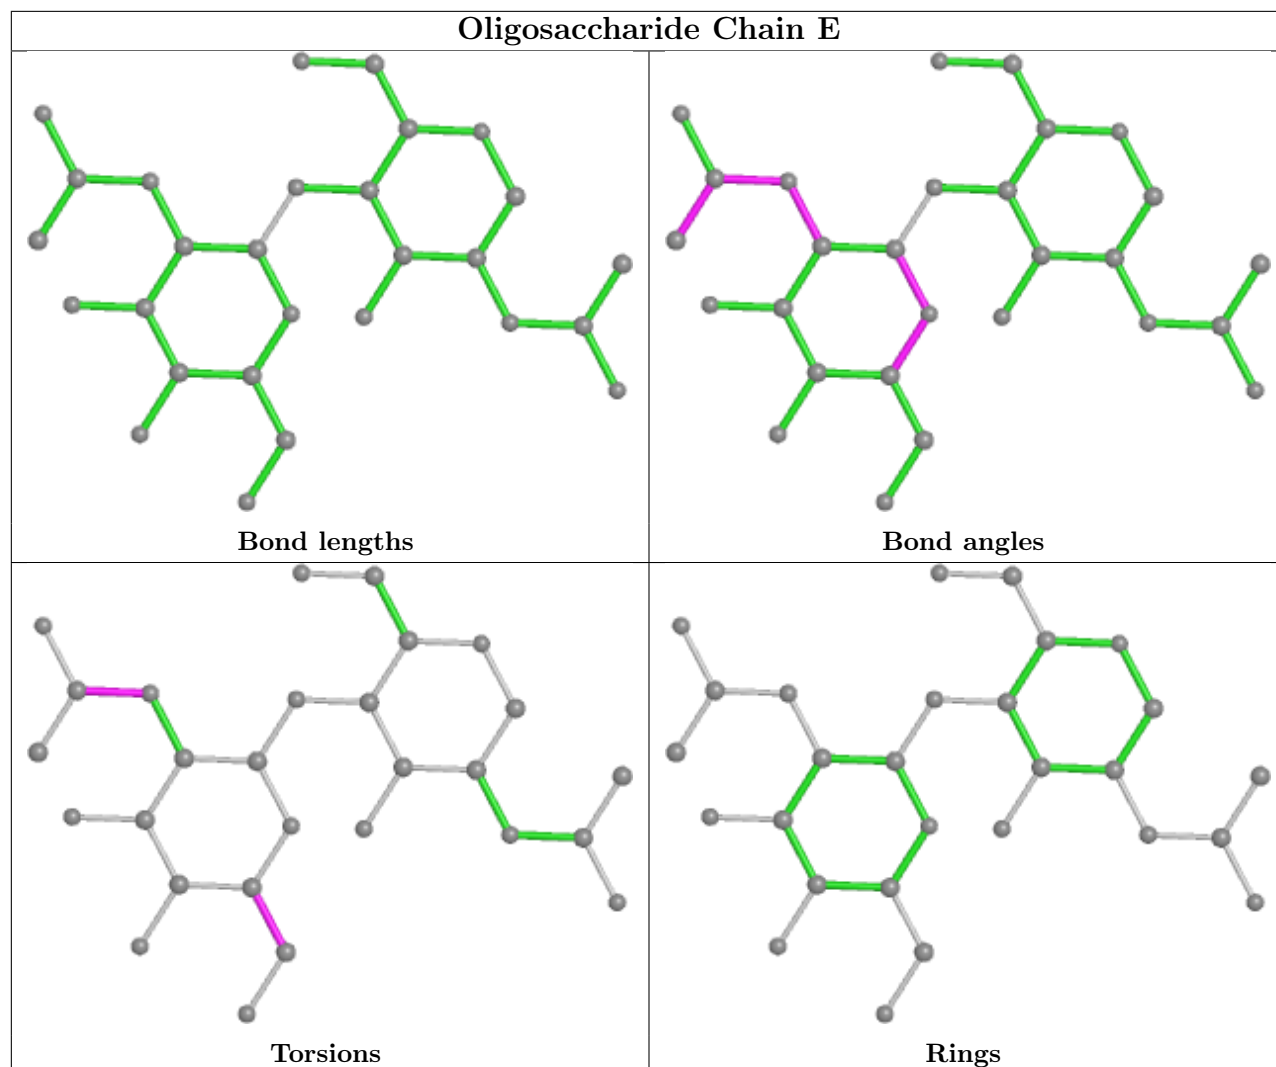 Oligosaccharide Chain E
Bond lengths
Bond angles
Torsions
Rings